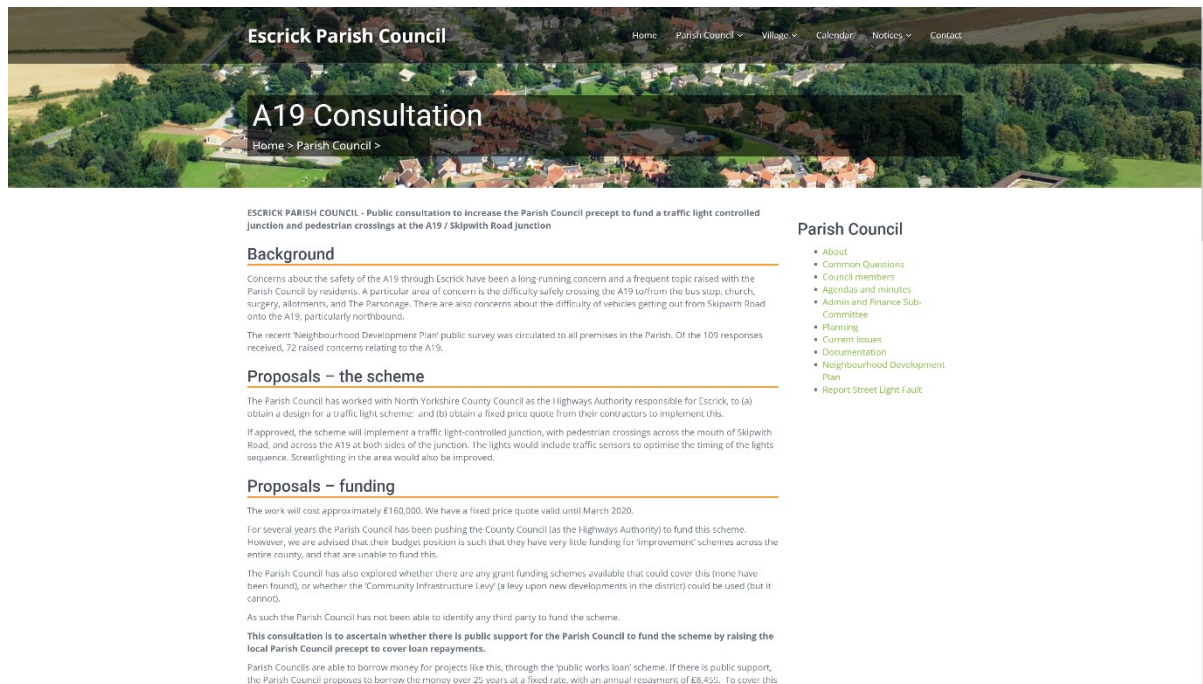 Escrick Parish Council
Home Parish Council Village Calendar Notices Contact
A19 Consultation
Home > Parish Council >
ESCRICK PARISH COUNCIL - Public consultation to increase the Parish Council precept to fund a traffic light controlled
junction and pedestrian crossings at the A19 / Skipwith Road junction
Background
Concerns about the safety of the A19 through Escrick have been a long-running concern and a frequent topic raised with the
Parish Council by residents. A particular area of concern is the difficulty safely crossing the A19 to/from the bus stop, church,
surgery, allotments, and The Parsonage. There are also concerns about the difficulty of vehicles getting out from Skipwith Road
onto the A19, particularly northbound.
The recent 'Neighbourhood Development Plan' public survey was circulated to all premises in the Parish. Of the 109 responses
received, 72 raised concerns relating to the A19.
Proposals – the scheme
The Parish Council has worked with North Yorkshire County Council as the Highways Authority responsible for Escrick, to (a)
obtain a design for a traffic light scheme; and (b) obtain a fixed price quote from their contractors to implement this.
If approved, the scheme will implement a traffic light-controlled junction, with pedestrian crossings across the mouth of Skipwith
Road, and across the A19 at both sides of the junction. The lights would include traffic sensors to optimise the timing of the lights
sequence. Streetlighting in the area would also be improved.
Proposals – funding
The work will cost approximately £160,000. We have a fixed price quote valid until March 2020.
For several years the Parish Council has been pushing the County Council (as the Highways Authority) to fund this scheme.
However, we are advised that their budget position is such that they have very little funding for 'improvement' schemes across the
entire county, and that are unable to fund this.
The Parish Council has also explored whether there are any grant funding schemes available that could cover this (none have
been found), or whether the 'Community Infrastructure Levy' (a levy upon new developments in the district) could be used (but it
cannot).
As such the Parish Council has not been able to identify any third party to fund the scheme.
This consultation is to ascertain whether there is public support for the Parish Council to fund the scheme by raising the
local Parish Council precept to cover loan repayments.
Parish Councils are able to borrow money for projects like this, through the 'public works loan' scheme. If there is public support,
the Parish Council proposes to borrow the money over 25 years at a fixed rate, with an annual repayment of £8,455. To cover this
Parish Council
About
Common Questions
Council members
Agendas and minutes
Admin and Finance Sub-
Committee
Planning
Current Issues
Documentation
Neighbourhood Development
Plan
Report Street Light Fault